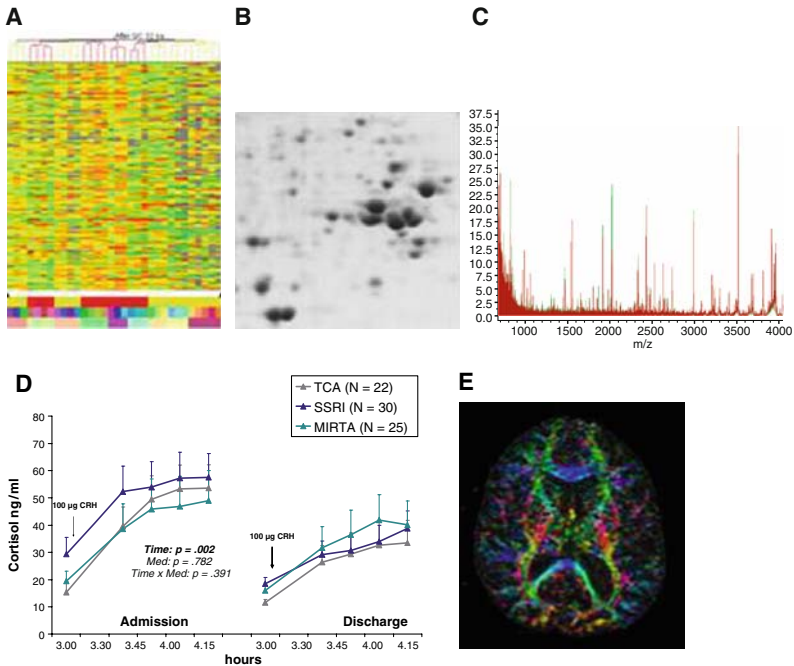 A
B
C
37.5
35.0
32.5
30.0
27.5
25.0
22.5
20.0
17.5
15.0
12.5
10.0
7.5
5.0
2.5
0.0
1000 1500 2000 2500 3000 3500 4000
m/z
D
TCA (N = 22)
SSRI (N = 30)
MIRTA (N = 25)
80
70
60
50
40
30
20
10
0
Cortisol ng/ml
100 µg CRH
100 µg CRH
Time: p = .002
Med: p = .782
Time x Med: p = .391
Admission
Discharge
3.00 3.30 3.45 4.00 4.15 3.00 3.30 3.45 4.00 4.15
hours
E